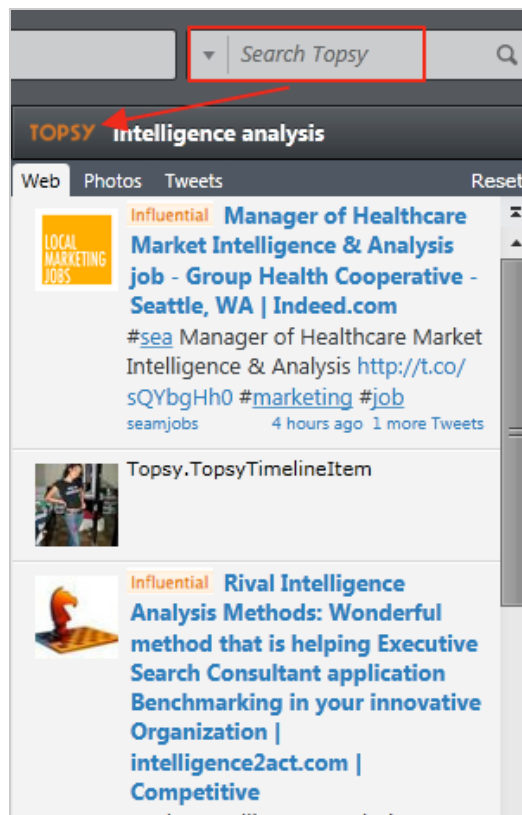 Search Topsy
TOPSY Intelligence analysis
Web Photos Tweets Reset
LOCAL
MARKETING
JOBS
Influential Manager of Healthcare
Market Intelligence & Analysis
job - Group Health Cooperative -
Seattle, WA | Indeed.com
#sea Manager of Healthcare Market
Intelligence & Analysis http://t.co/
sQYbgHh0 #marketing #job
seamjobs 4 hours ago 1 more Tweets
Topsy.TopsyTimelineItem
Influential Rival Intelligence
Analysis Methods: Wonderful
method that is helping Executive
Search Consultant application
Benchmarking in your innovative
Organization |
intelligence2act.com |
Competitive